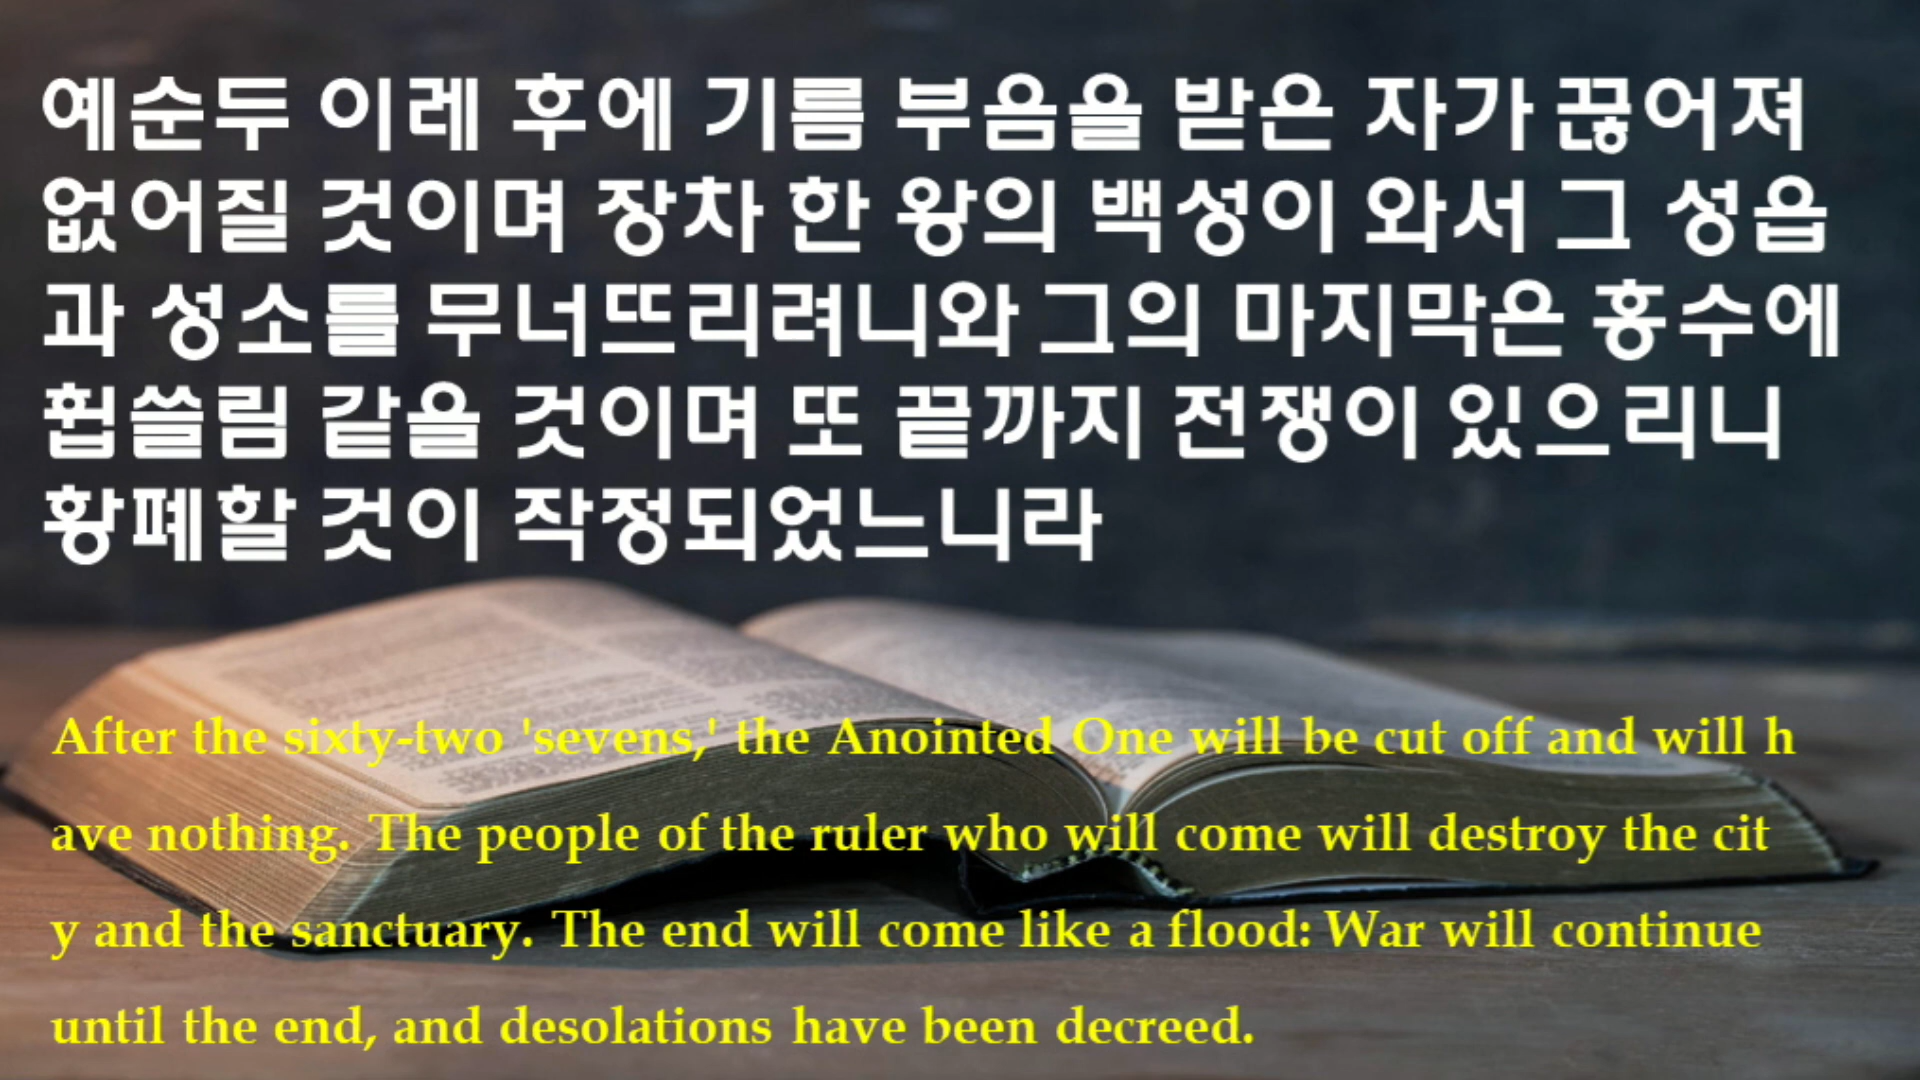 예순두 이레 후에 기름 부음을 받은 자가 끊어져
없어질 것이며 장차 한 왕의 백성이 와서 그 성읍
과 성소를 무너뜨리려니와 그의 마지막은 홍수에
휩쓸림 같을 것이며 또 끝까지 전쟁이 있으리니
황폐할 것이 작정되었느니라
After the sixty-two 'sevens,' the Anointed One will be cut off and will h
ave nothing. The people of the ruler who will come will destroy the cit
y and the sanctuary. The end will come like a flood: War will continue
until the end, and desolations have been decreed.